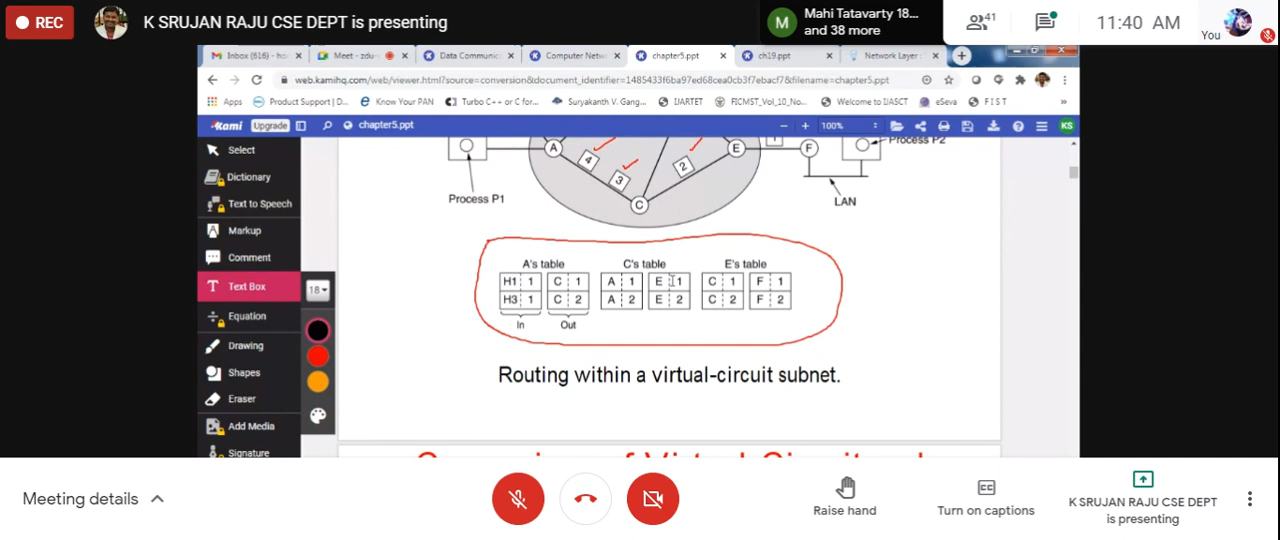 REC
K SRUJAN RAJU CSE DEPT is presenting
M
Mahi Tatavarty 18...
and 38 more
41
11:40 AM
You
Inbox (616) - ho
Meet - zdu
Data Communic
Computer Netw
chapter5.ppt
ch19.ppt
Network Layer
web.kamihq.com/web/viewer.html?source=conversion&document_identifier=1485433f6ba97ed68cea0cb3f7ebacf7&filename=chapter5.ppt
Apps
Product Support | D...
Know Your PAN
Turbo C++ or C for...
Suryakanth V. Gang...
IJARTET
FICMST_Vol_10_No...
Welcome to IJASCT
eSeva
F I S T
»
Kami
Upgrade
chapter5.ppt
100%
KS
Select
Dictionary
Text to Speech
Markup
Comment
Text Box
18
Equation
Drawing
Shapes
Eraser
Add Media
Signature
A
4
3
C
2
E
1
F
Process P2
Process P1
LAN
A's table
C's table
E's table
H1 1 C 1 A 1 E 1 C 1 F 1
H3 1 C 2 A 2 E 2 C 2 F 2
In Out
Routing within a virtual-circuit subnet.
Meeting details
Raise hand
Turn on captions
K SRUJAN RAJU CSE DEPT
is presenting